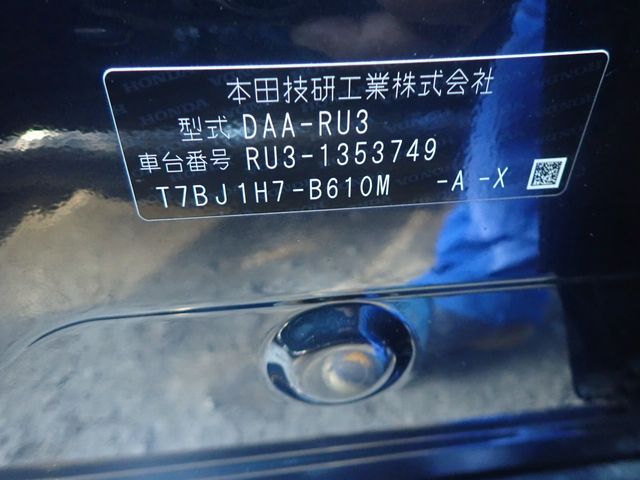 本田技研工業株式会社
型式 DAA-RU3
車台番号 RU3-1353749
T7BJ1H7-B610M -A -X